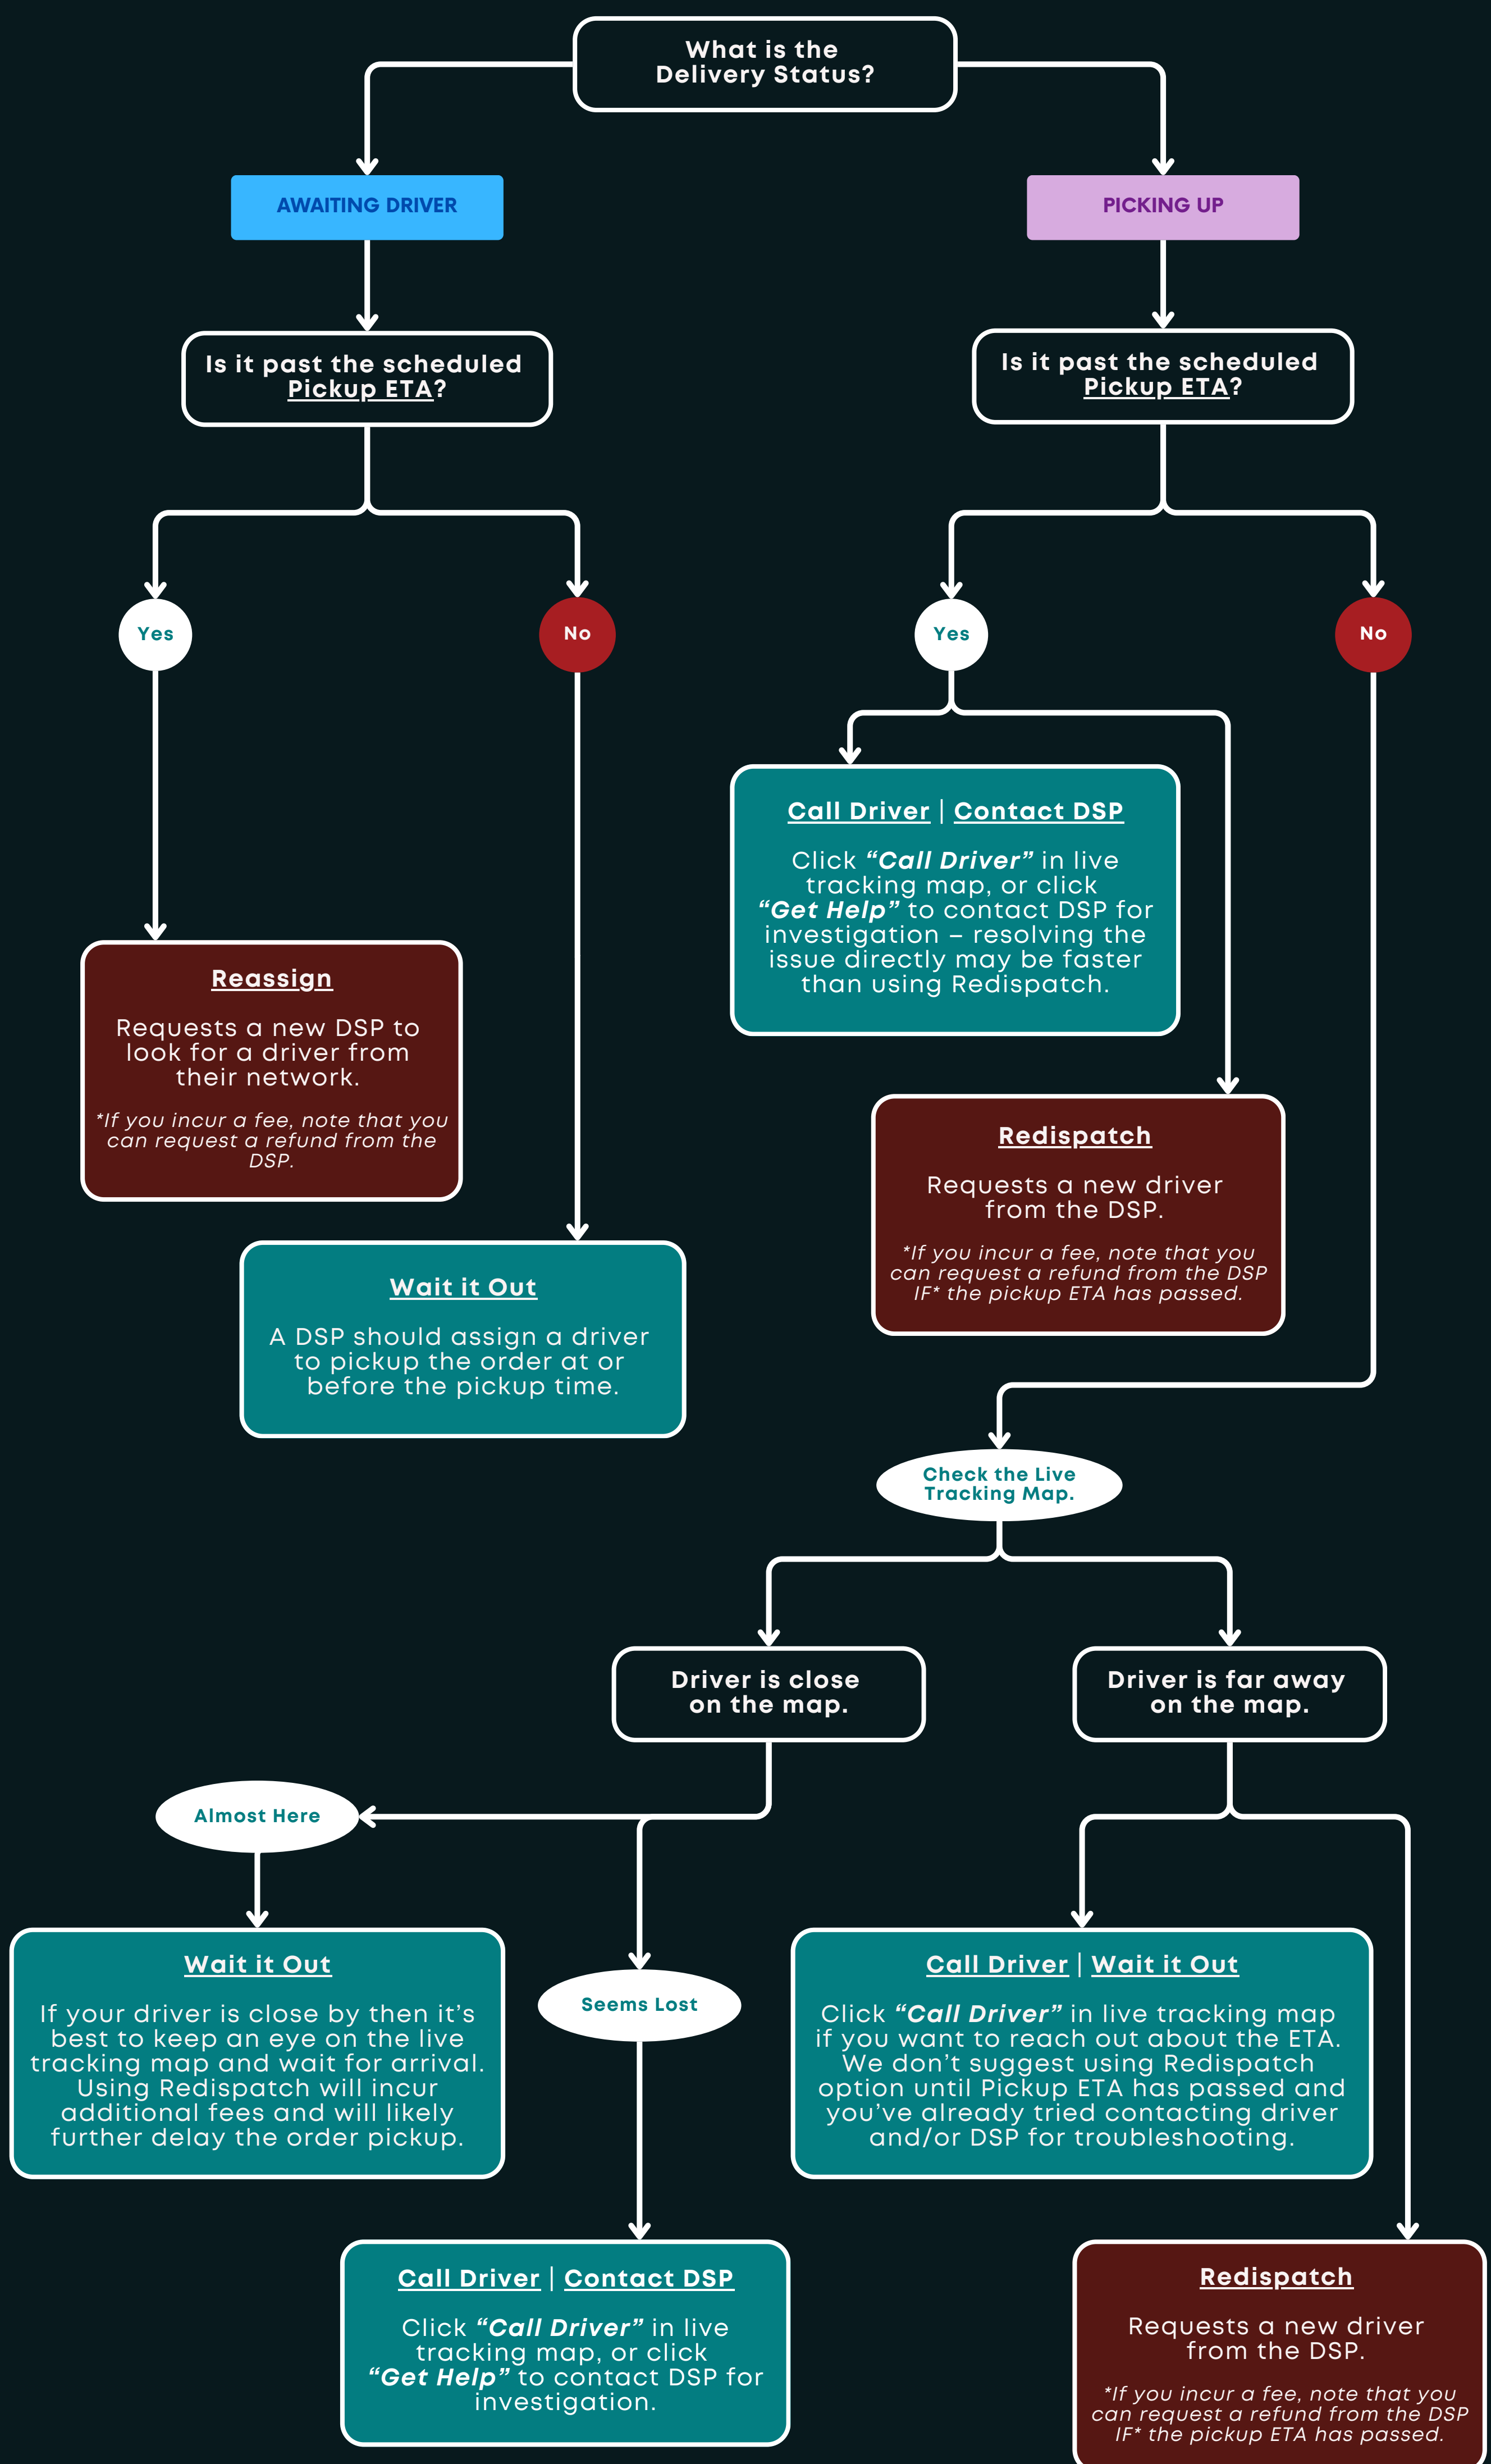 What is the
Delivery Status?
AWAITING DRIVER
PICKING UP
Is it past the scheduled
Pickup ETA?
Is it past the scheduled
Pickup ETA?
Yes
No
Yes
No
Call Driver | Contact DSP
Click “Call Driver” in live
tracking map, or click
“Get Help” to contact DSP for
investigation – resolving the
issue directly may be faster
than using Redispatch.
Reassign
Requests a new DSP to
look for a driver from
their network.
*If you incur a fee, note that you
can request a refund from the
DSP.
Redispatch
Requests a new driver
from the DSP.
*If you incur a fee, note that you
can request a refund from the DSP
IF* the pickup ETA has passed.
Wait it Out
A DSP should assign a driver
to pickup the order at or
before the pickup time.
Check the Live
Tracking Map.
Driver is close
on the map.
Driver is far away
on the map.
Almost Here
Wait it Out
If your driver is close by then it’s
best to keep an eye on the live
tracking map and wait for arrival.
Using Redispatch will incur
additional fees and will likely
further delay the order pickup.
Seems Lost
Call Driver | Wait it Out
Click “Call Driver” in live tracking map
if you want to reach out about the ETA.
We don’t suggest using Redispatch
option until Pickup ETA has passed and
you’ve already tried contacting driver
and/or DSP for troubleshooting.
Call Driver | Contact DSP
Click “Call Driver” in live
tracking map, or click
“Get Help” to contact DSP for
investigation.
Redispatch
Requests a new driver
from the DSP.
*If you incur a fee, note that you
can request a refund from the DSP
IF* the pickup ETA has passed.